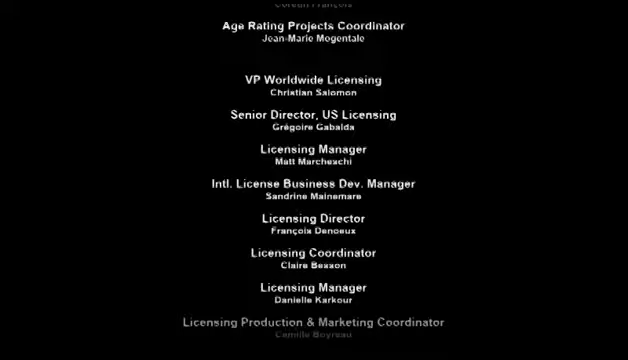 Age Rating Projects Coordinator
Jean-Marie Mogentale
VP Worldwide Licensing
Christian Salomon
Senior Director, US Licensing
Grégoire Gabalda
Licensing Manager
Matt Marcheschi
Intl. License Business Dev. Manager
Sandrine Mainemare
Licensing Director
François Denoeux
Licensing Coordinator
Claire Besson
Licensing Manager
Danielle Karkour
Licensing Production & Marketing Coordinator
Camille Boyreau